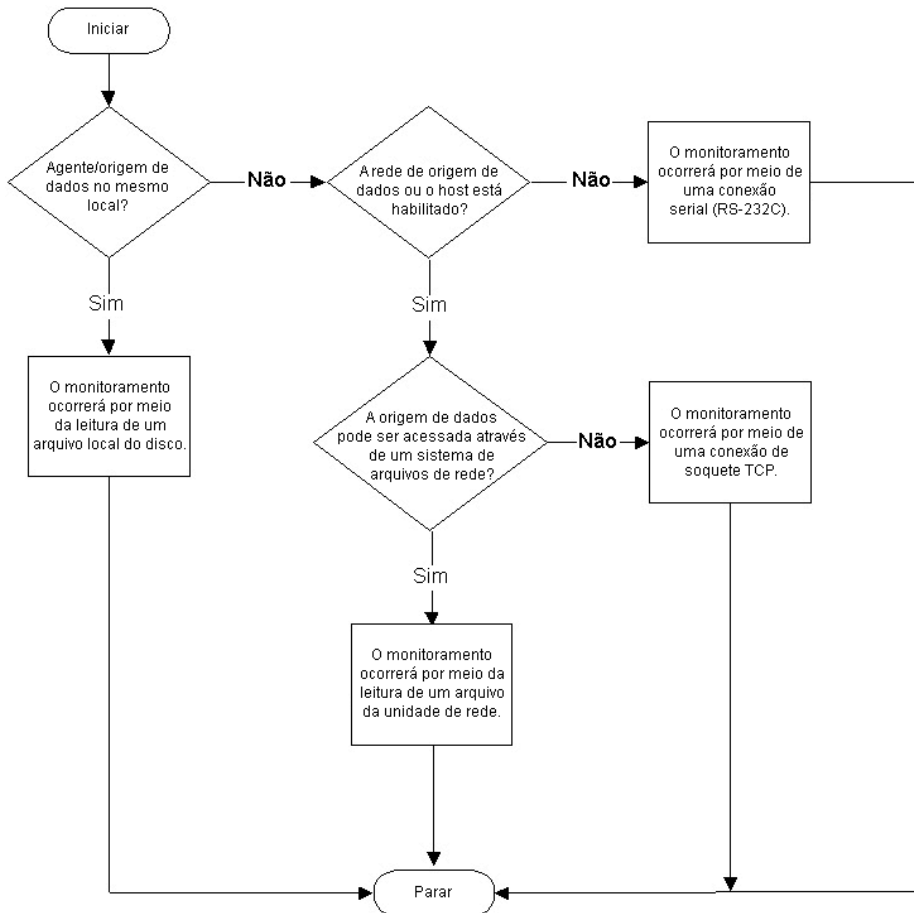 Iniciar
Agente/origem de
dados no mesmo
local?
Não
A rede de origem de
dados ou o host está
habilitado?
Não
O monitoramento
ocorrerá por meio de
uma conexão
serial (RS-232C).
Sim
Sim
O monitoramento
ocorrerá por meio
da leitura de um
arquivo local do disco.
A origem de dados
pode ser acessada através
de um sistema de
arquivos de rede?
Não
O monitoramento
ocorrerá por meio de
uma conexão de
soquete TCP.
Sim
O monitoramento
ocorrerá por meio da
leitura de um arquivo
da unidade de rede.
Parar